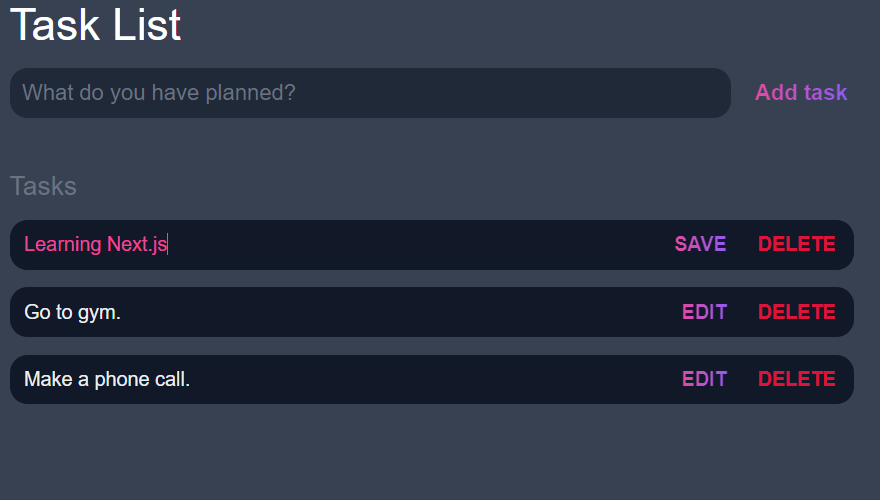 Task List
What do you have planned? Add task
Tasks
Learning Next.js SAVE DELETE
Go to gym. EDIT DELETE
Make a phone call. EDIT DELETE